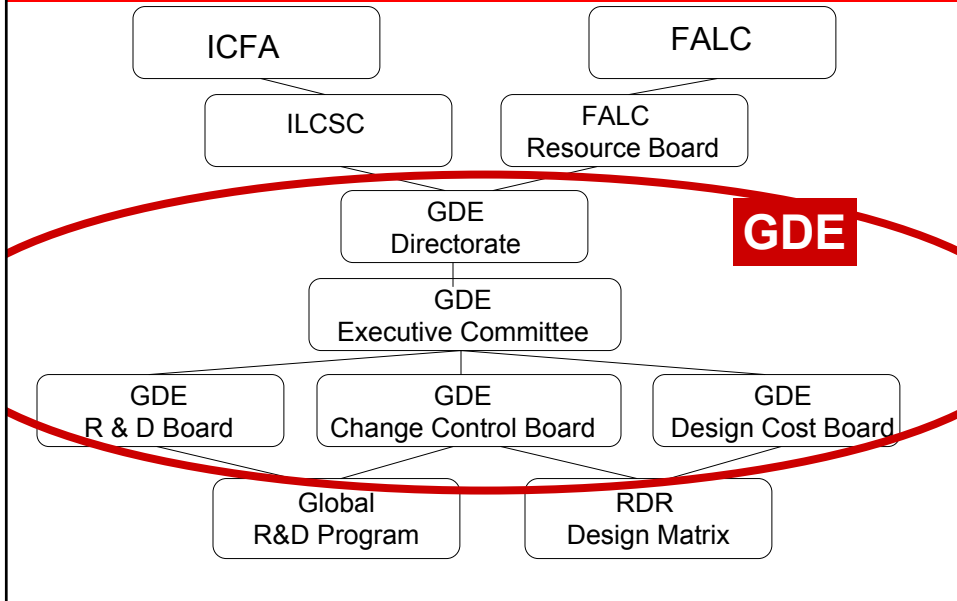 ICFA
FALC
ILCSC
FALC
Resource Board
GDE
Directorate
GDE
GDE
Executive Committee
GDE
R & D Board
GDE
Change Control Board
GDE
Design Cost Board
Global
R&D Program
RDR
Design Matrix